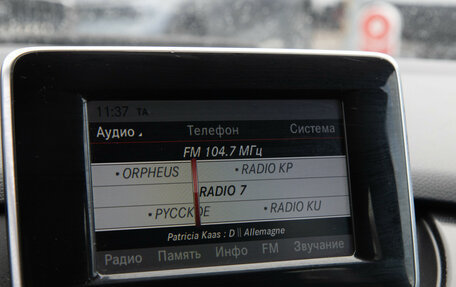 11:37 TA
Аудио Телефон Система
FM 104.7 МГц
• ORPHEUS • RADIO KP
RADIO 7
• РУССКОЕ • RADIO KU
Patricia Kaas : D \\ Allemagne
Радио Память Инфо FM Звучание